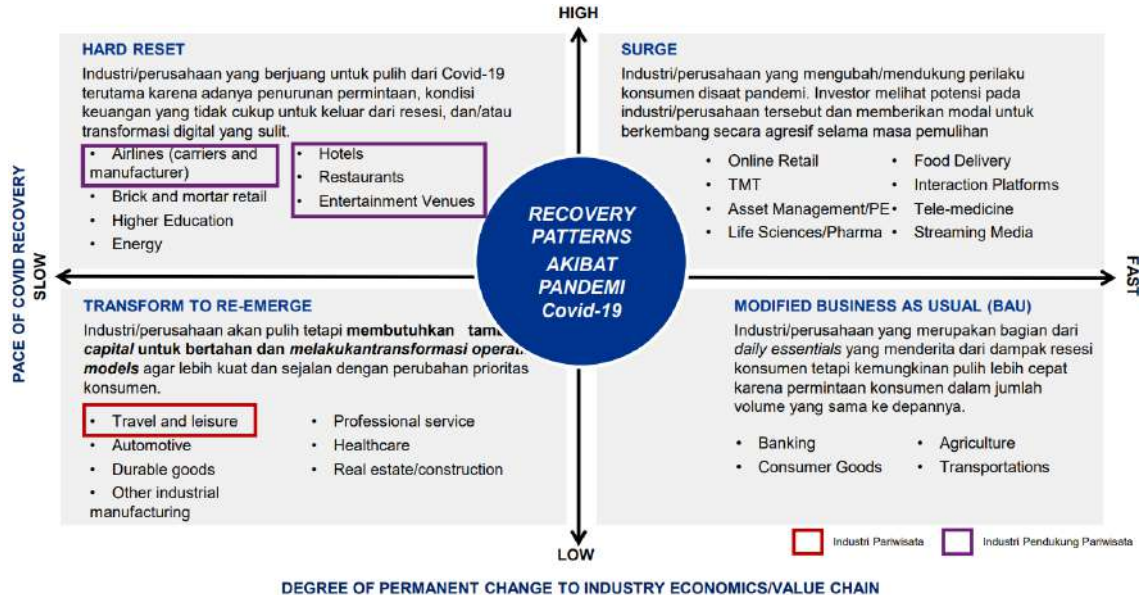 HIGH
HARD RESET
Industri/perusahaan yang berjuang untuk pulih dari Covid-19
terutama karena adanya penurunan permintaan, kondisi
keuangan yang tidak cukup untuk keluar dari resesi, dan/atau
transformasi digital yang sulit.
• Airlines (carriers and
manufacturer)
• Brick and mortar retail
• Higher Education
• Energy
• Hotels
• Restaurants
• Entertainment Venues
SURGE
Industri/perusahaan yang mengubah/mendukung perilaku
konsumen disaat pandemi. Investor melihat potensi pada
industri/perusahaan tersebut dan memberikan modal untuk
berkembang secara agresif selama masa pemulihan
• Online Retail
• TMT
• Asset Management/PE
• Life Sciences/Pharma
• Food Delivery
• Interaction Platforms
• Tele-medicine
• Streaming Media
RECOVERY
PATTERNS
AKIBAT
PANDEMI
Covid-19
PACE OF COVID RECOVERY
SLOW
FAST
TRANSFORM TO RE-EMERGE
Industri/perusahaan akan pulih tetapi membutuhkan
capital untuk bertahan dan melakukantransformasi
models agar lebih kuat dan sejalan dengan perubahan prioritas
konsumen.
• Travel and leisure
• Automotive
• Durable goods
• Other industrial
manufacturing
• Professional service
• Healthcare
• Real estate/construction
MODIFIED BUSINESS AS USUAL (BAU)
Industri/perusahaan yang merupakan bagian dari
daily essentials yang menderita dari dampak resesi
konsumen tetapi kemungkinan pulih lebih cepat
karena permintaan konsumen dalam jumlah
volume yang sama ke depannya.
• Banking
• Consumer Goods
• Agriculture
• Transportations
LOW
Industri Pariwisata
Industri Pendukung Pariwisata
DEGREE OF PERMANENT CHANGE TO INDUSTRY ECONOMICS/VALUE CHAIN